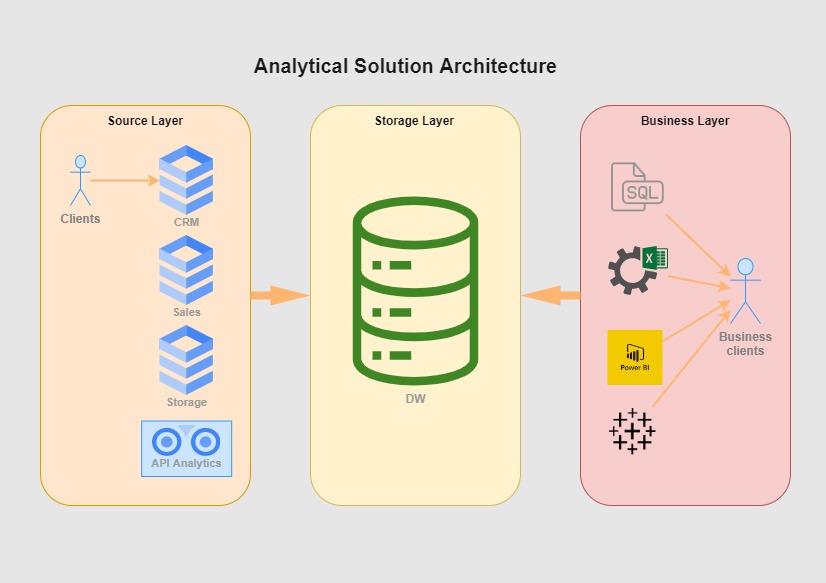 Analytical Solution Architecture
Source Layer
Clients
CRM
Sales
Storage
API Analytics
Storage Layer
DW
Business Layer
SQL
X
Power BI
Business
clients